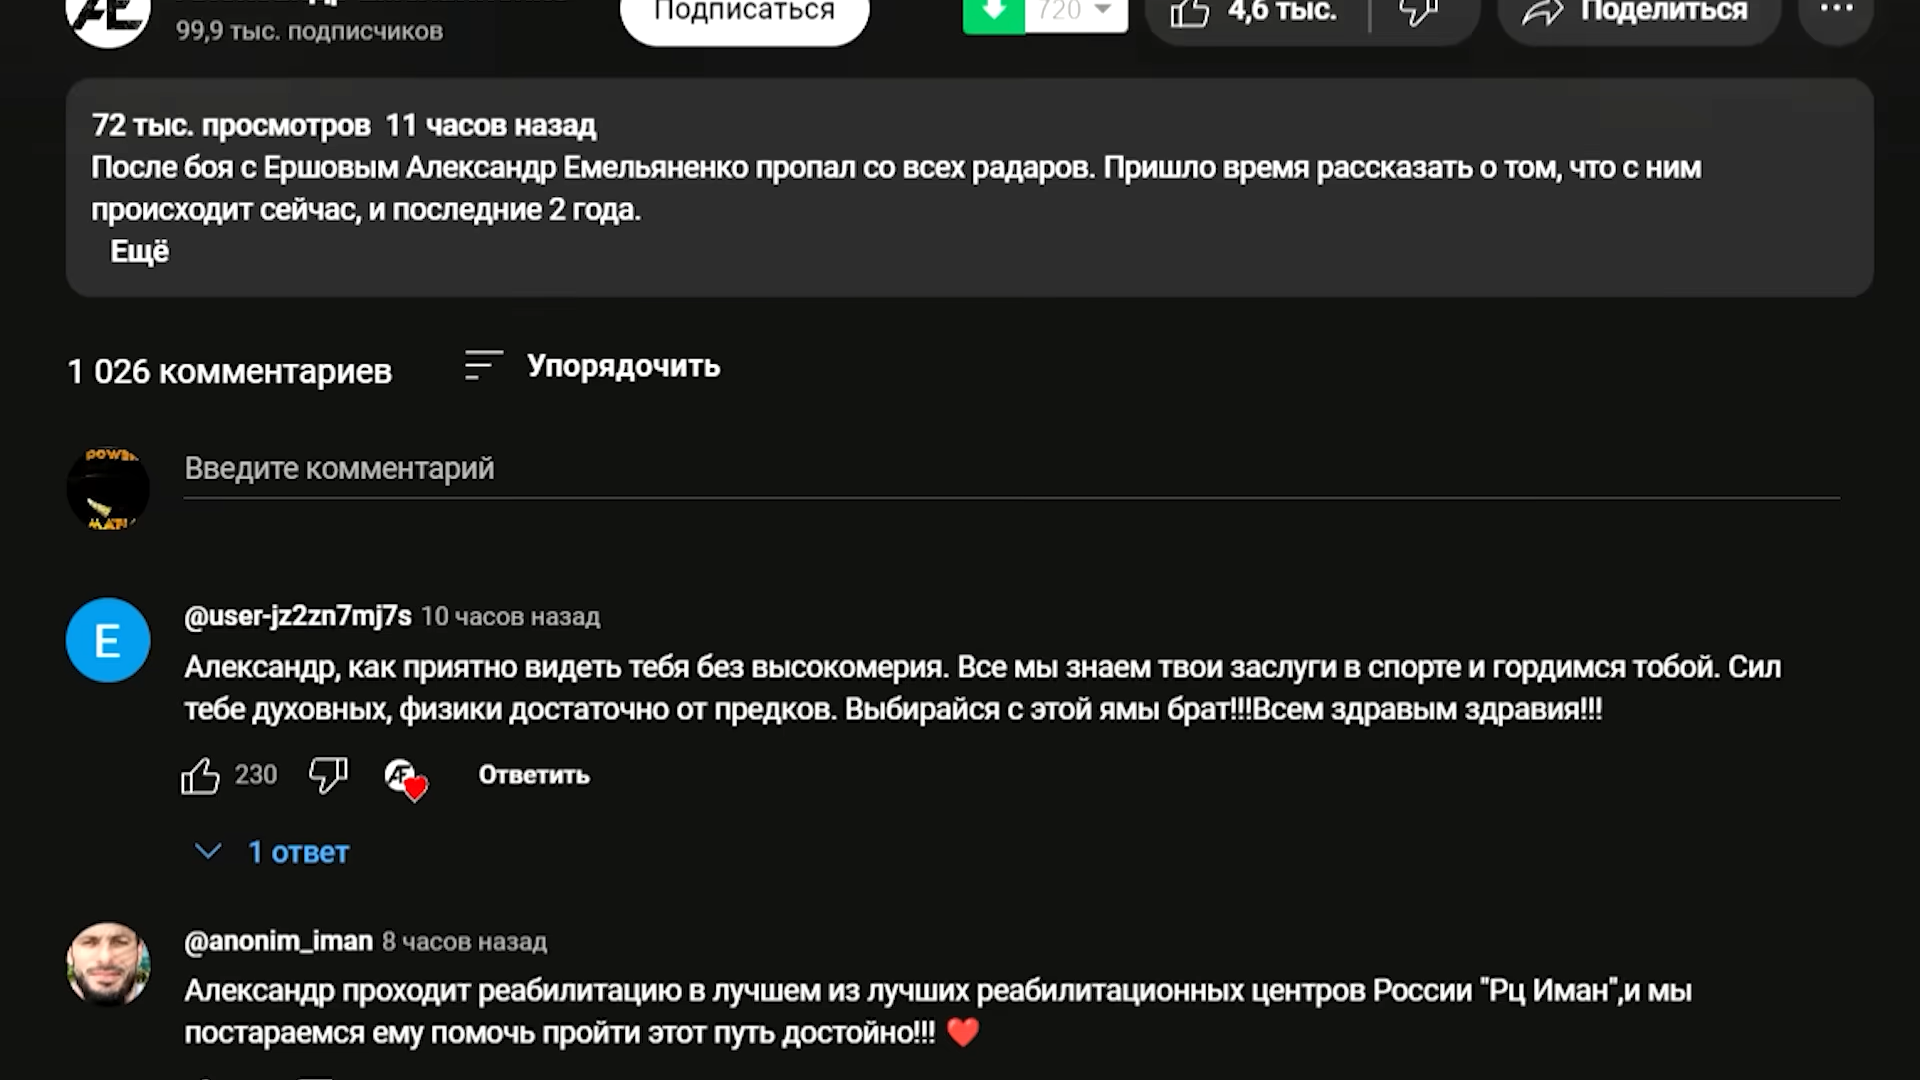 99,9 тыс. подписчиков
Подписаться
720
4,6 тыс.
Поделиться
72 тыс. просмотров 11 часов назад
После боя с Ершовым Александр Емельяненко пропал со всех радаров. Пришло время рассказать о том, что с ним
происходит сейчас, и последние 2 года.
Ещё
1 026 комментариев
Упорядочить
Введите комментарий
E
@user-jz2zn7mj7s 10 часов назад
Александр, как приятно видеть тебя без высокомерия. Все мы знаем твои заслуги в спорте и гордимся тобой. Сил
тебе духовных, физики достаточно от предков. Выбирайся с этой ямы брат!!!Всем здравым здравия!!!
230
Ответить
1 ответ
@anonim_iman 8 часов назад
Александр проходит реабилитацию в лучшем из лучших реабилитационных центров России "Рц Иман",и мы
постараемся ему помочь пройти этот путь достойно!!! ❤️